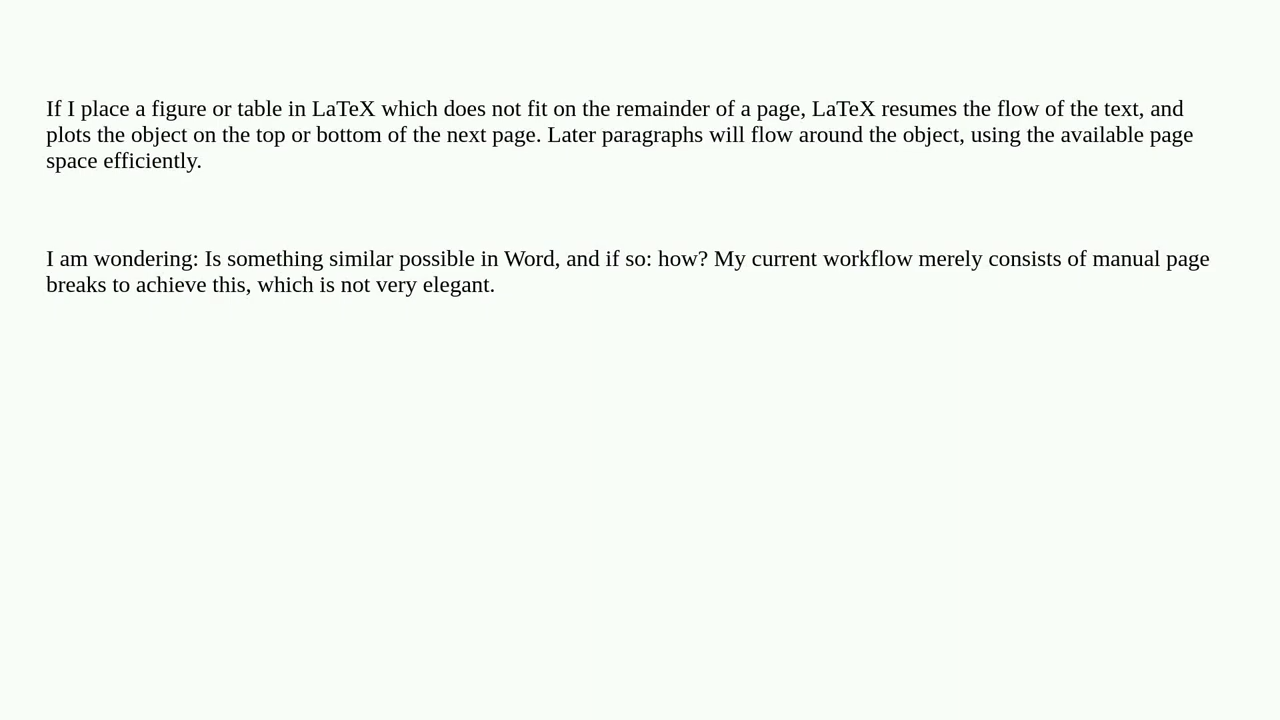 If I place a figure or table in LaTeX which does not fit on the remainder of a page, LaTeX resumes the flow of the text, and
plots the object on the top or bottom of the next page. Later paragraphs will flow around the object, using the available page
space efficiently.
I am wondering: Is something similar possible in Word, and if so: how? My current workflow merely consists of manual page
breaks to achieve this, which is not very elegant.